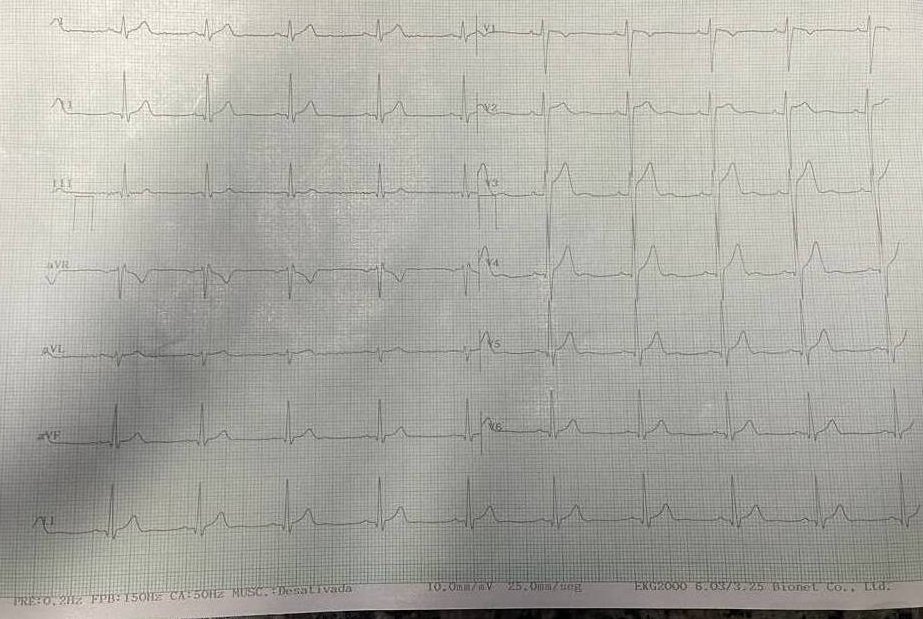 I
V1
II
V2
III
V3
aVR
V4
aVL
V5
aVF
V6
II
PRE:0.2Hz FPB:150Hz CA:50Hz MUSC.:Desativada 10.0mm/mV 25.0mm/seg EKG2000 6.03/3.25 Bionet Co., Ltd.